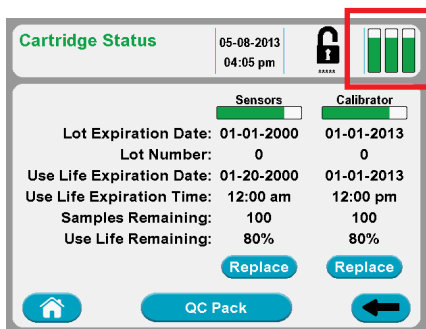 Cartridge Status
05-08-2013
04:05 pm
*****
Sensors Calibrator
Lot Expiration Date: 01-01-2000 01-01-2013
Lot Number: 0 0
Use Life Expiration Date: 01-20-2000 01-01-2013
Use Life Expiration Time: 12:00 am 12:00 pm
Samples Remaining: 100 100
Use Life Remaining: 80% 80%
Replace Replace
QC Pack